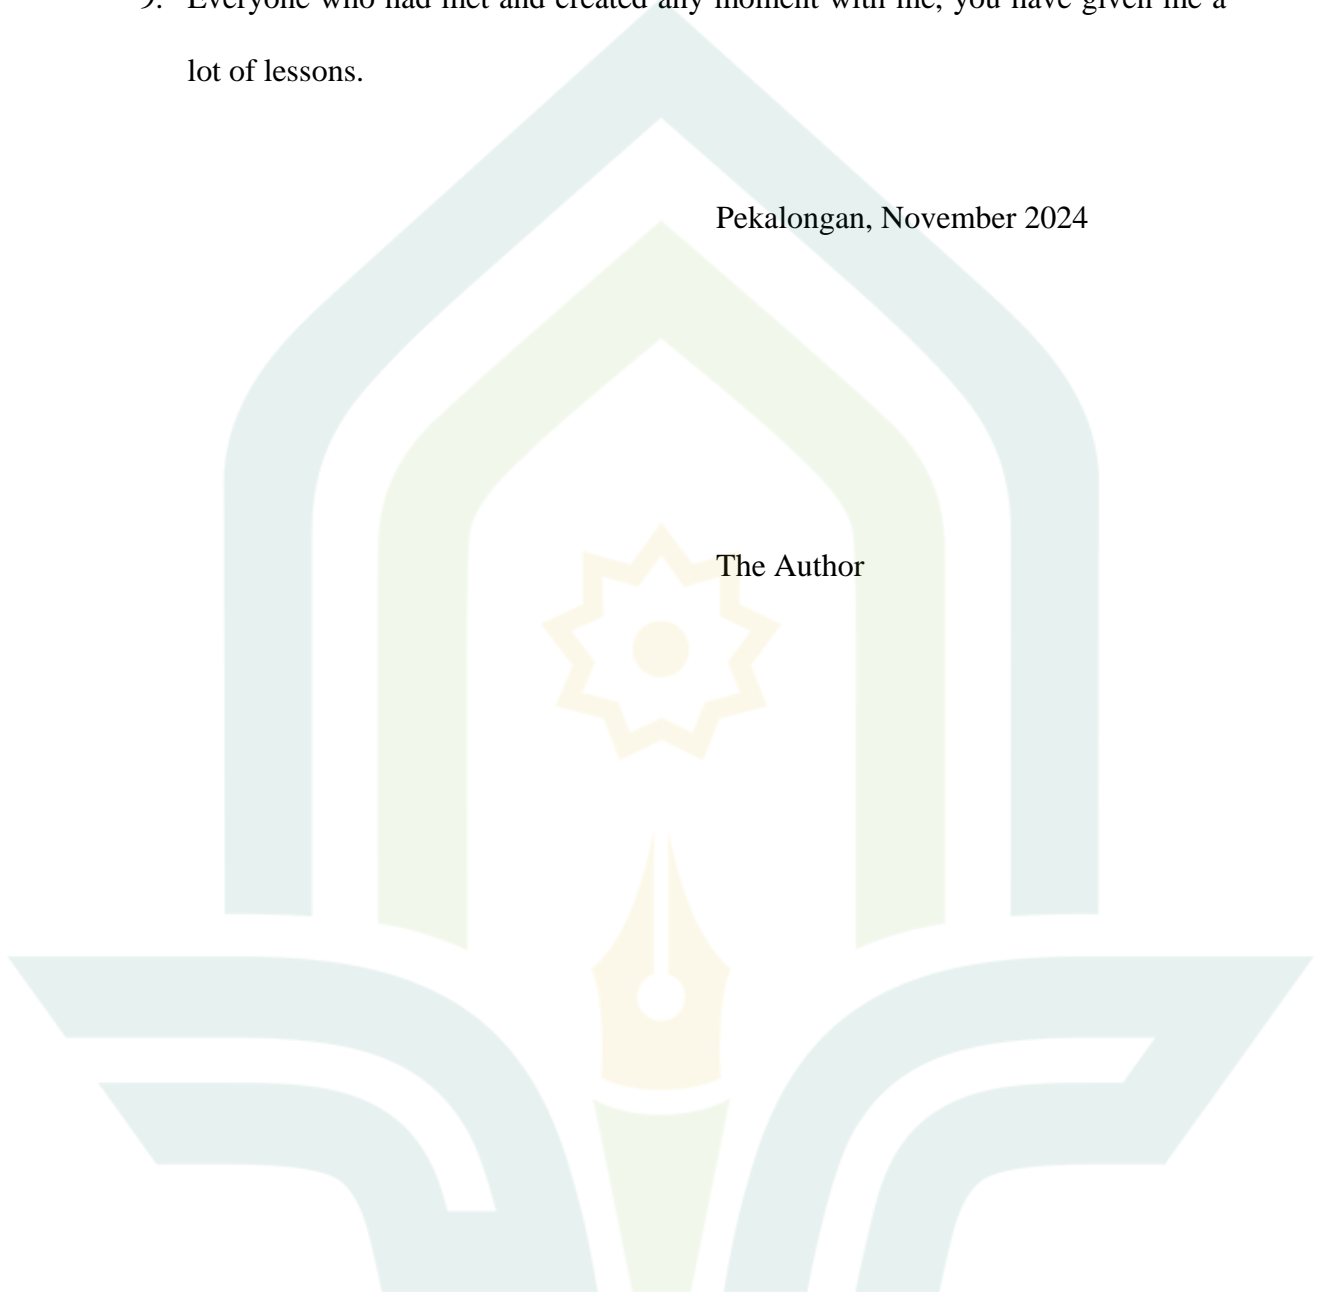 9. Everyone who had met and created any moment with me, you have given me a
lot of lessons.
Pekalongan, November 2024
The Author